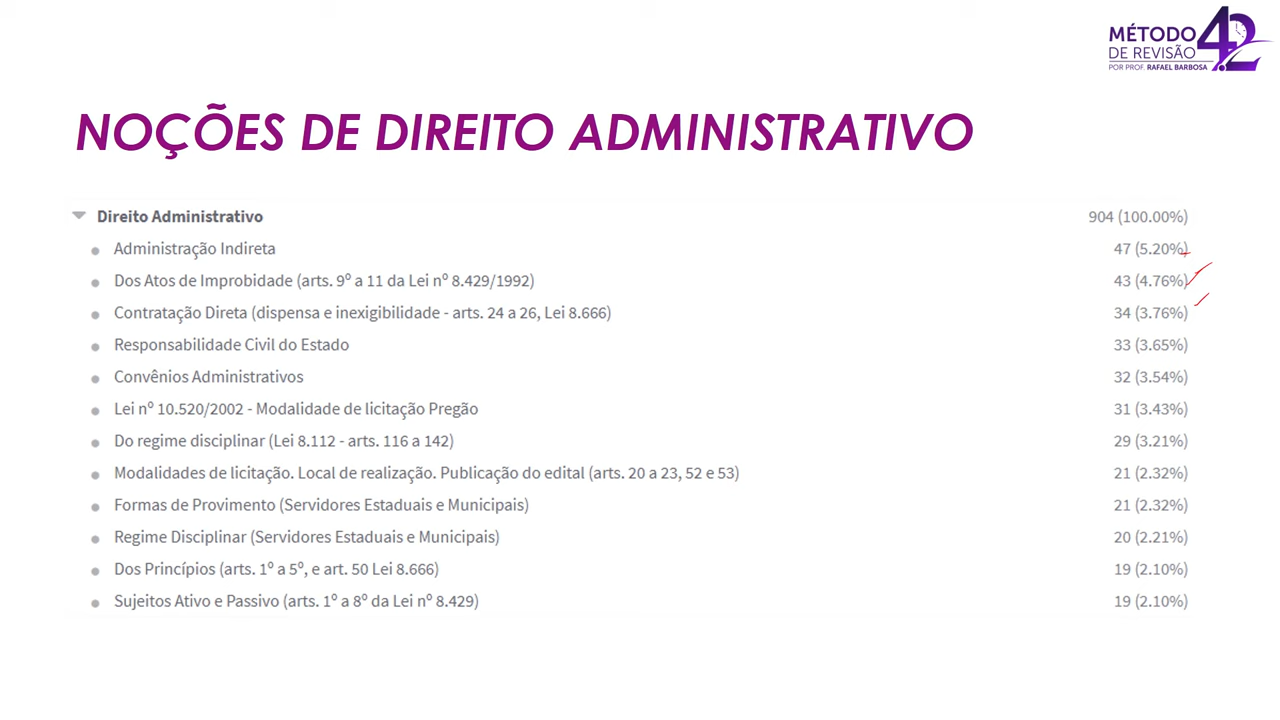 MÉTODO 4.2
DE REVISÃO
POR PROF. RAFAEL BARBOSA
NOÇÕES DE DIREITO ADMINISTRATIVO
Direito Administrativo 904 (100.00%)
Administração Indireta 47 (5.20%)
Dos Atos de Improbidade (arts. 9º a 11 da Lei nº 8.429/1992) 43 (4.76%)
Contratação Direta (dispensa e inexigibilidade - arts. 24 a 26, Lei 8.666) 34 (3.76%)
Responsabilidade Civil do Estado 33 (3.65%)
Convênios Administrativos 32 (3.54%)
Lei nº 10.520/2002 - Modalidade de licitação Pregão 31 (3.43%)
Do regime disciplinar (Lei 8.112 - arts. 116 a 142) 29 (3.21%)
Modalidades de licitação. Local de realização. Publicação do edital (arts. 20 a 23, 52 e 53) 21 (2.32%)
Formas de Provimento (Servidores Estaduais e Municipais) 21 (2.32%)
Regime Disciplinar (Servidores Estaduais e Municipais) 20 (2.21%)
Dos Princípios (arts. 1º a 5º, e art. 50 Lei 8.666) 19 (2.10%)
Sujeitos Ativo e Passivo (arts. 1º a 8º da Lei nº 8.429) 19 (2.10%)